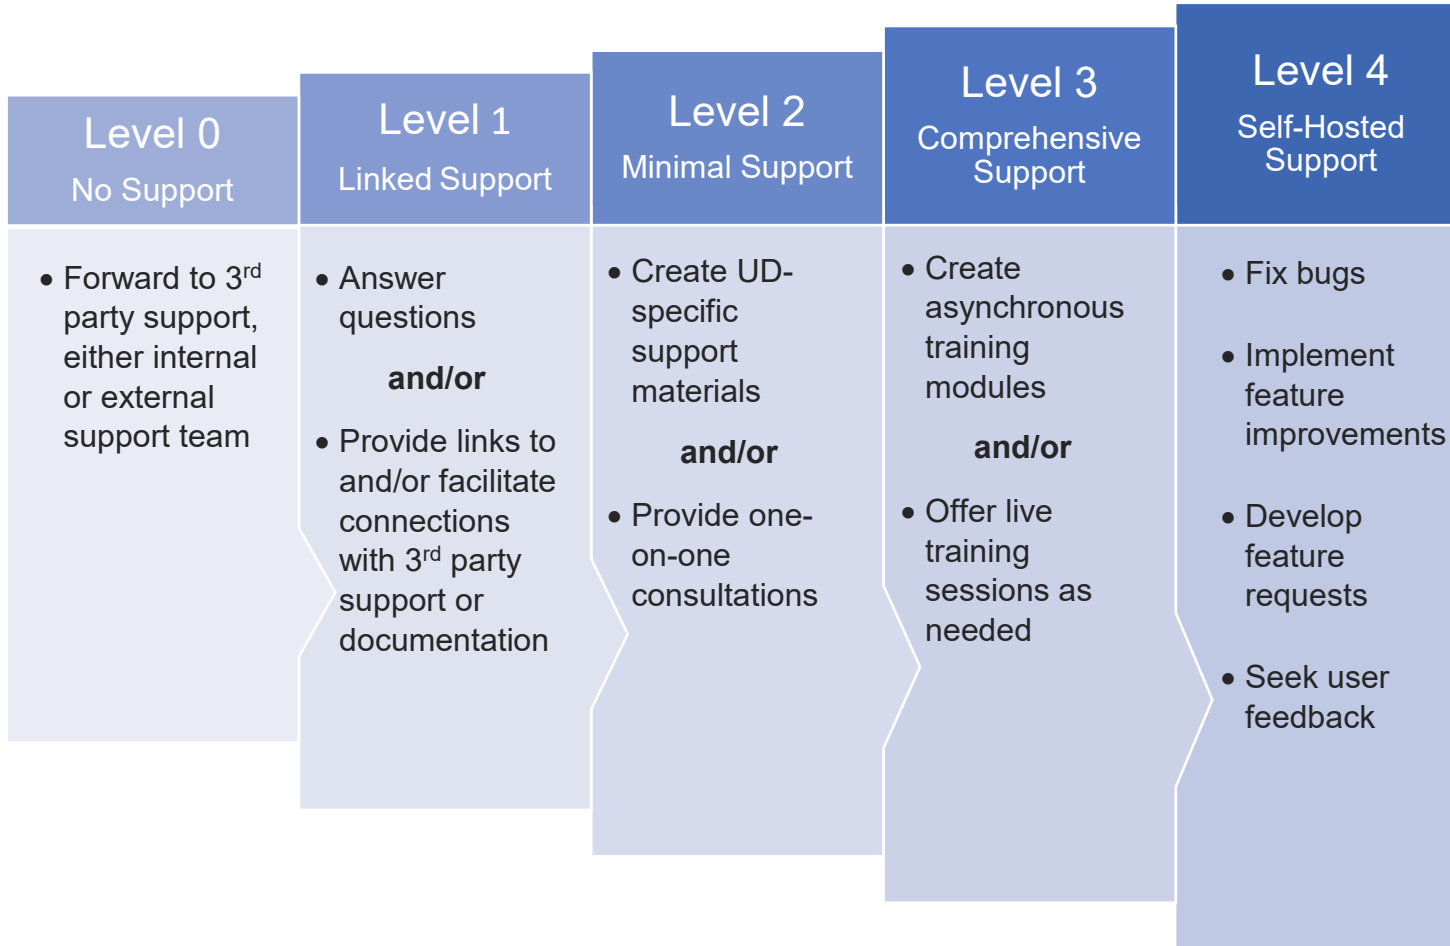 Level 0
No Support
• Forward to 3rd
party support,
either internal
or external
support team
Level 1
Linked Support
• Answer
questions
and/or
• Provide links to
and/or facilitate
connections
with 3rd party
support or
documentation
Level 2
Minimal Support
• Create UD-
specific
support
materials
and/or
• Provide one-
on-one
consultations
Level 3
Comprehensive
Support
• Create
asynchronous
training
modules
and/or
• Offer live
training
sessions as
needed
Level 4
Self-Hosted
Support
• Fix bugs
• Implement
feature
improvements
• Develop
feature
requests
• Seek user
feedback